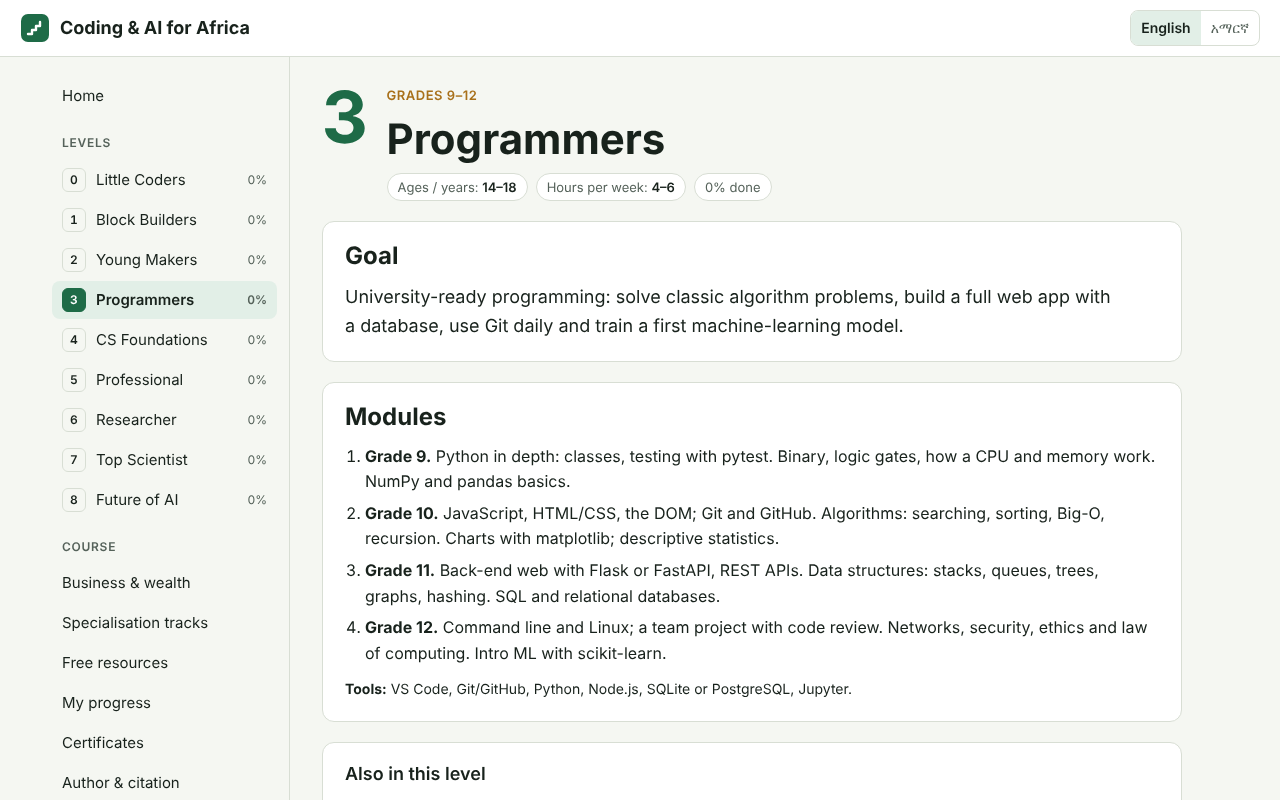 Coding & AI for Africa
English
አማርኛ
Home
LEVELS
0 Little Coders 0%
1 Block Builders 0%
2 Young Makers 0%
3 Programmers 0%
4 CS Foundations 0%
5 Professional 0%
6 Researcher 0%
7 Top Scientist 0%
8 Future of AI 0%
COURSE
Business & wealth
Specialisation tracks
Free resources
My progress
Certificates
Author & citation
3
GRADES 9–12
Programmers
Ages / years: 14–18
Hours per week: 4–6
0% done
Goal
University-ready programming: solve classic algorithm problems, build a full web app with
a database, use Git daily and train a first machine-learning model.
Modules
1. Grade 9. Python in depth: classes, testing with pytest. Binary, logic gates, how a CPU and memory work.
NumPy and pandas basics.
2. Grade 10. JavaScript, HTML/CSS, the DOM; Git and GitHub. Algorithms: searching, sorting, Big-O,
recursion. Charts with matplotlib; descriptive statistics.
3. Grade 11. Back-end web with Flask or FastAPI, REST APIs. Data structures: stacks, queues, trees,
graphs, hashing. SQL and relational databases.
4. Grade 12. Command line and Linux; a team project with code review. Networks, security, ethics and law
of computing. Intro ML with scikit-learn.
Tools: VS Code, Git/GitHub, Python, Node.js, SQLite or PostgreSQL, Jupyter.
Also in this level